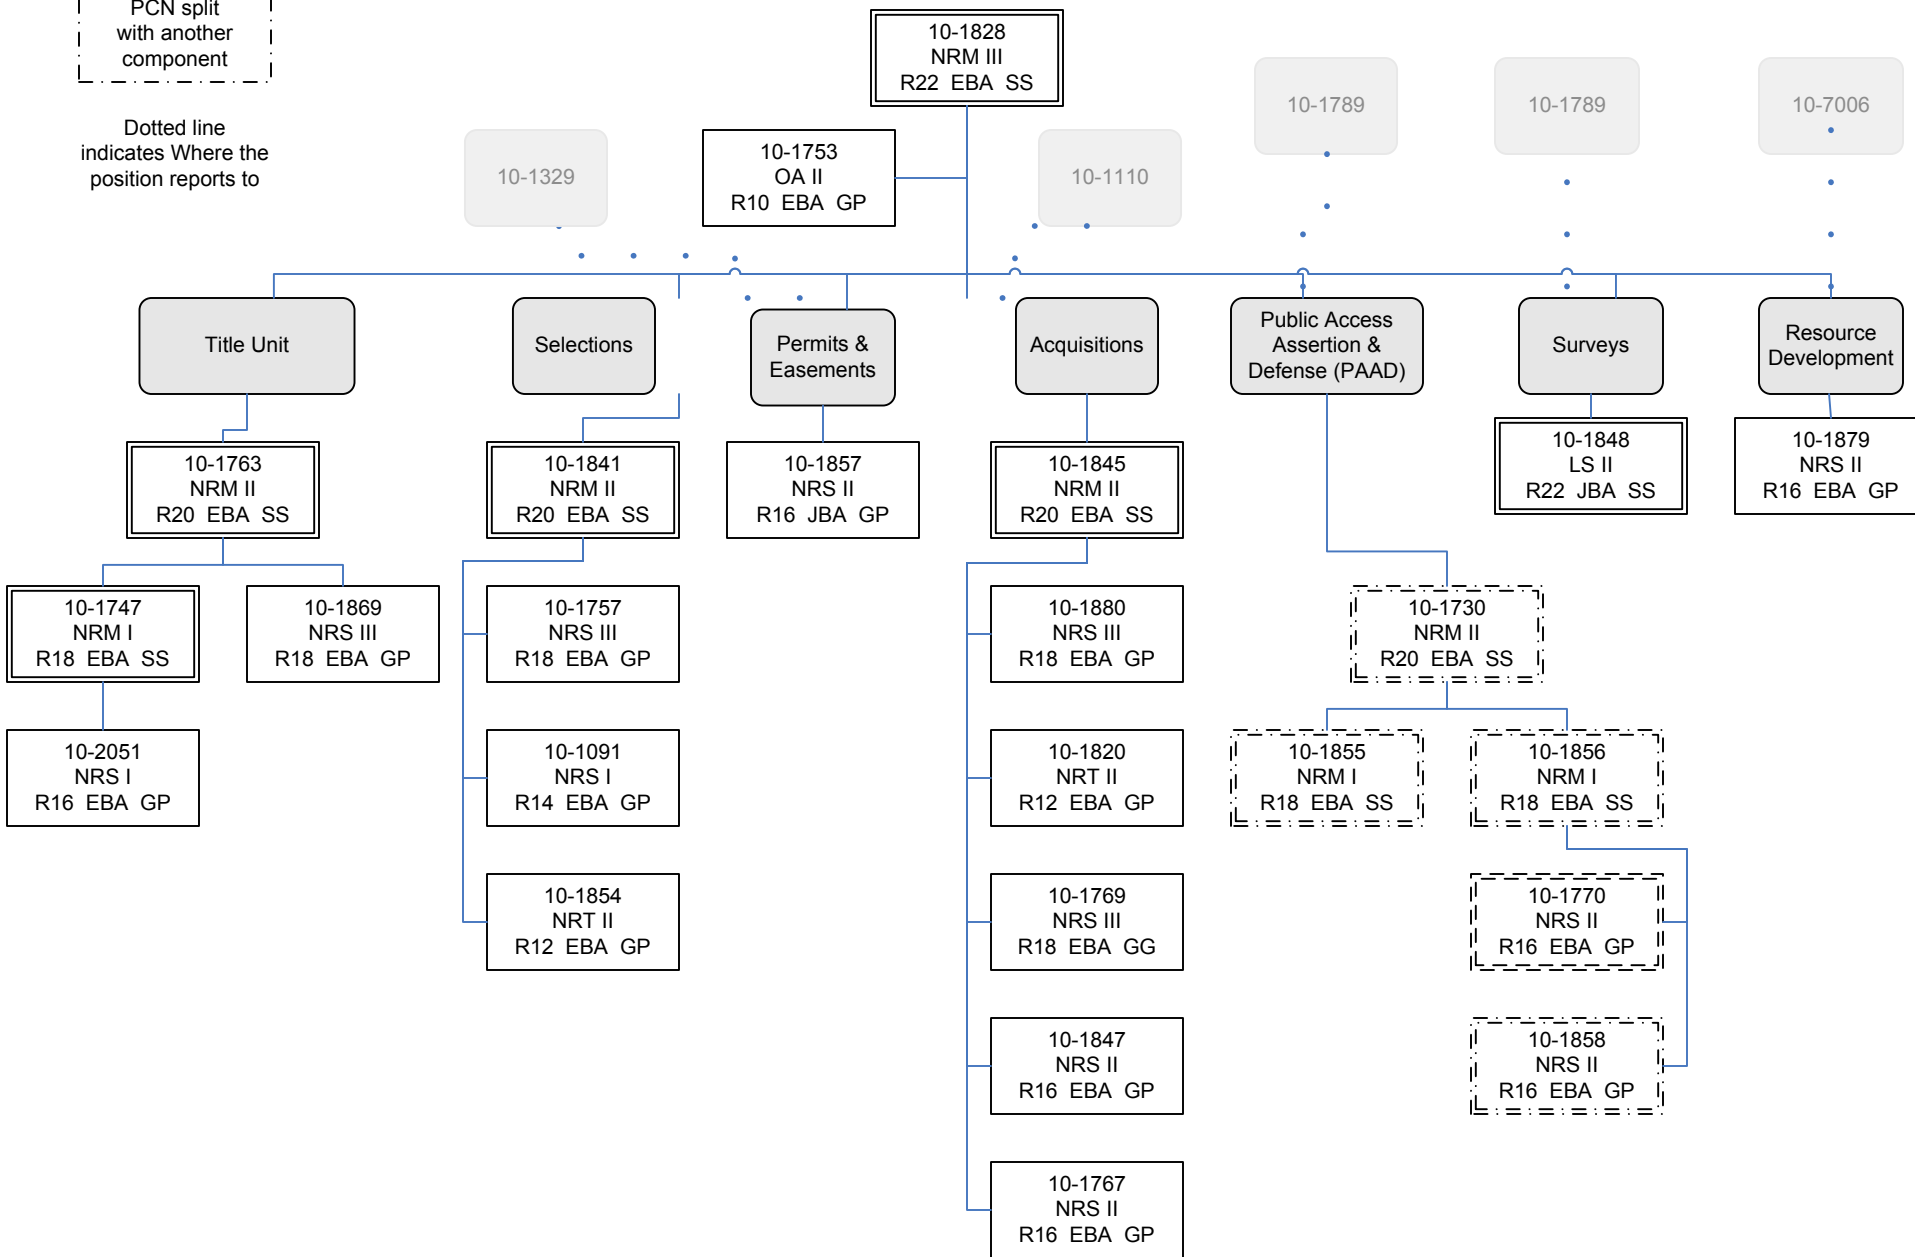 PCN split
with another
component
Dotted line
indicates Where the
position reports to
10-1828
NRM III
R22 EBA SS
10-1329
10-1753
OA II
R10 EBA GP
10-1110
10-1789
10-1789
10-7006
Title Unit
Selections
Permits &
Easements
Acquisitions
Public Access
Assertion &
Defense (PAAD)
Surveys
Resource
Development
10-1763
NRM II
R20 EBA SS
10-1841
NRM II
R20 EBA SS
10-1857
NRS II
R16 JBA GP
10-1845
NRM II
R20 EBA SS
10-1848
LS II
R22 JBA SS
10-1879
NRS II
R16 EBA GP
10-1747
NRM I
R18 EBA SS
10-1869
NRS III
R18 EBA GP
10-1757
NRS III
R18 EBA GP
10-1880
NRS III
R18 EBA GP
10-1730
NRM II
R20 EBA SS
10-2051
NRS I
R16 EBA GP
10-1091
NRS I
R14 EBA GP
10-1820
NRT II
R12 EBA GP
10-1855
NRM I
R18 EBA SS
10-1856
NRM I
R18 EBA SS
10-1854
NRT II
R12 EBA GP
10-1769
NRS III
R18 EBA GG
10-1770
NRS II
R16 EBA GP
10-1847
NRS II
R16 EBA GP
10-1858
NRS II
R16 EBA GP
10-1767
NRS II
R16 EBA GP